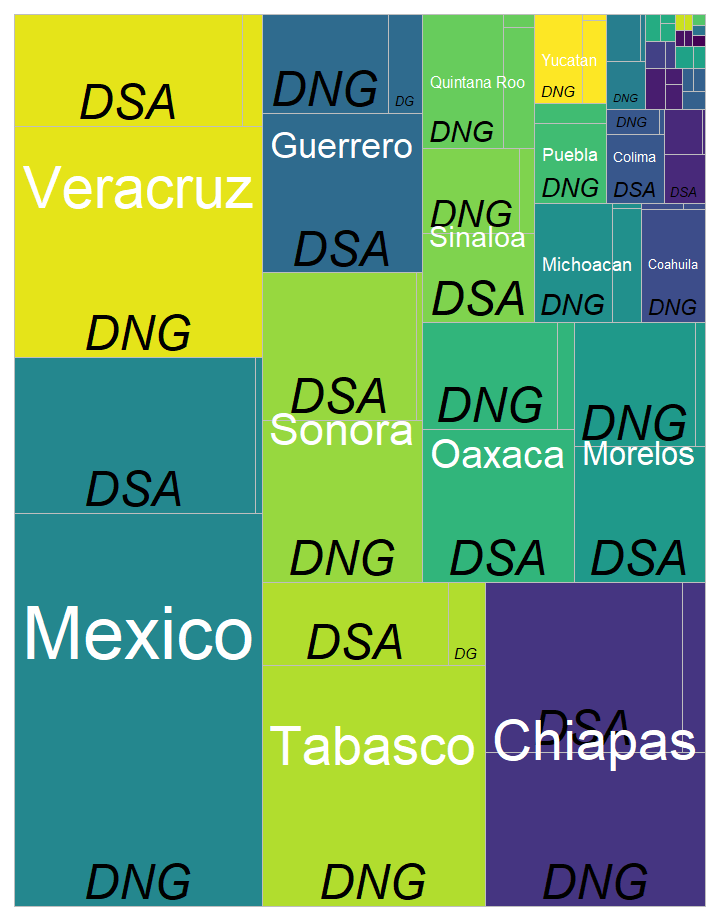 DSA
Veracruz
DNG
DSA
Mexico
DNG
DNG
DG
Guerrero
DSA
DSA
Sonora
DNG
DSA
DG
Tabasco
DNG
DSA
Chiapas
DNG
Quintana Roo
DNG
DNG
Sinaloa
DSA
DNG
Oaxaca
DSA
DNG
Morelos
DSA
Yucatan
DNG
Puebla
DNG
Michoacan
DNG
DNG
DNG
Colima
DSA
DSA
Coahuila
DNG